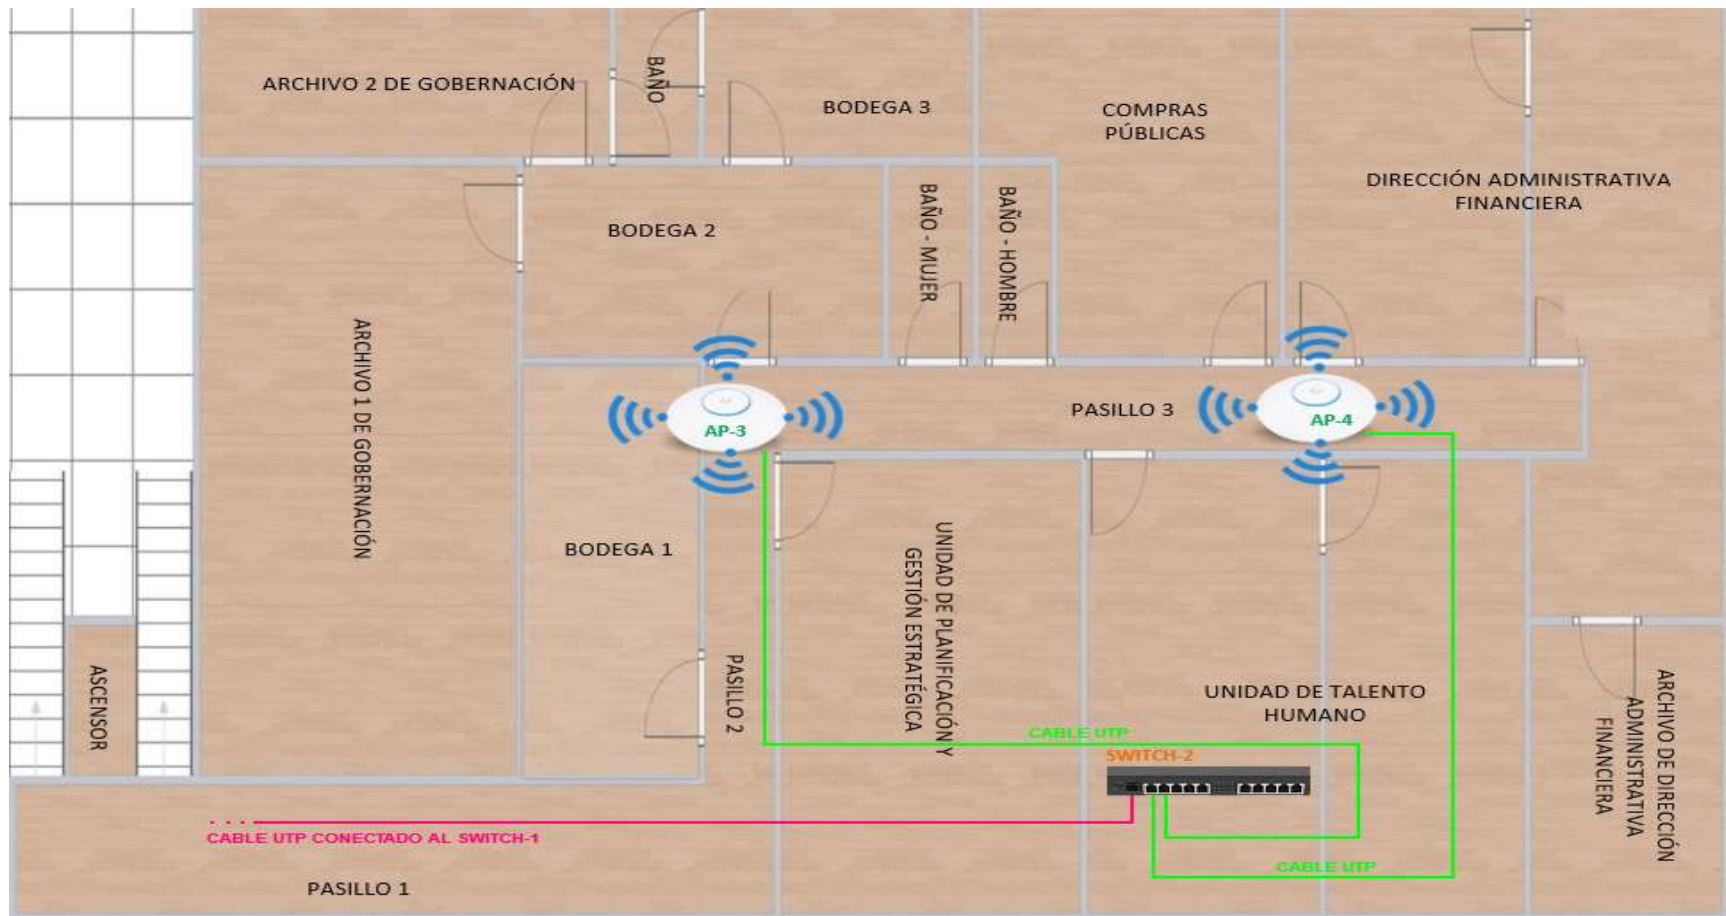 ARCHIVO 2 DE GOBERNACIÓN
BAÑO
BODEGA 3
COMPRAS
PÚBLICAS
DIRECCIÓN ADMINISTRATIVA
FINANCIERA
BODEGA 2
BAÑO - MUJER
BAÑO - HOMBRE
ARCHIVO 1 DE GOBERNACIÓN
AP-3
PASILLO 3
AP-4
BODEGA 1
UNIDAD DE PLANIFICACIÓN Y
GESTIÓN ESTRATÉGICA
PASILLO 2
ASCENSOR
UNIDAD DE TALENTO
HUMANO
ARCHIVO DE DIRECCIÓN
ADMINISTRATIVA
FINANCIERA
CABLE UTP
SWITCH-2
CABLE UTP CONECTADO AL SWITCH-1
CABLE UTP
PASILLO 1